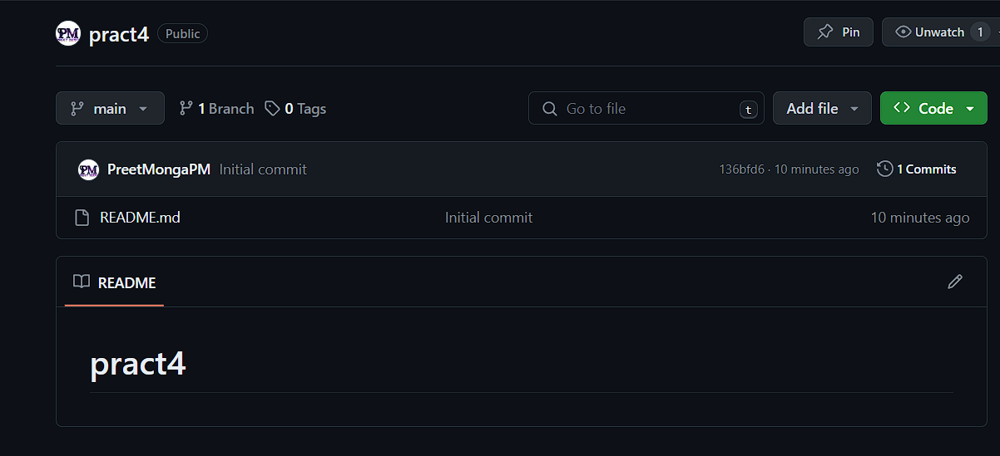 PM pract4 Public Pin Unwatch 1
main 1 Branch 0 Tags Go to file t Add file Code
PM PreetMongaPM Initial commit 136bfd6 · 10 minutes ago 1 Commits
README.md Initial commit 10 minutes ago
README
pract4